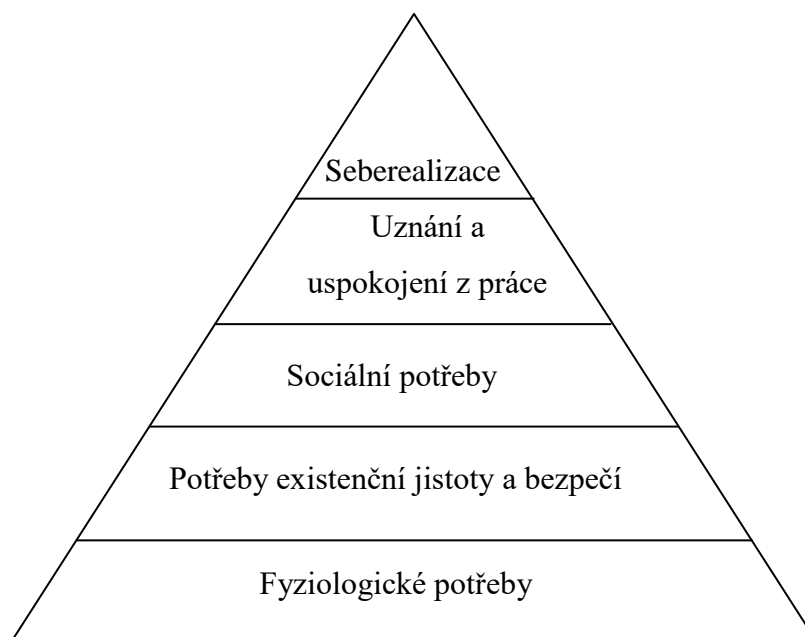 Seberealizace
Uznání a
uspokojení z práce
Sociální potřeby
Potřeby existenční jistoty a bezpečí
Fyziologické potřeby